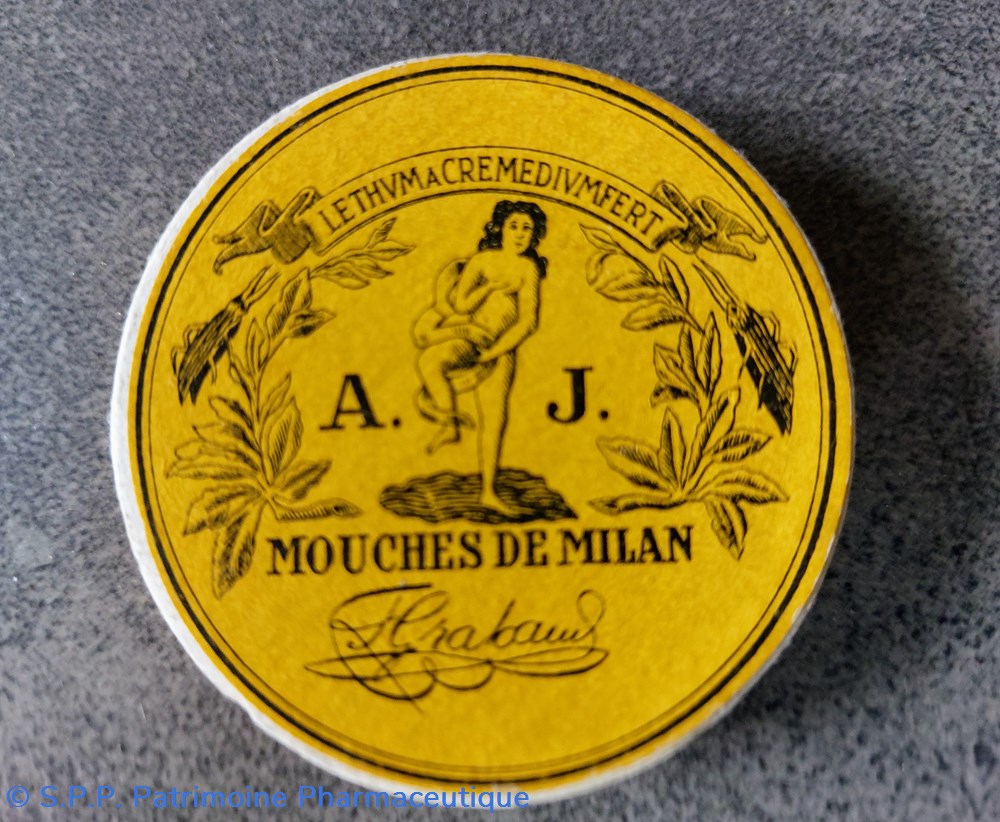 LETHVMACREMEDIVMFERT
A. J.
MOUCHES DE MILAN
© S.P.P. Patrimoine Pharmaceutique